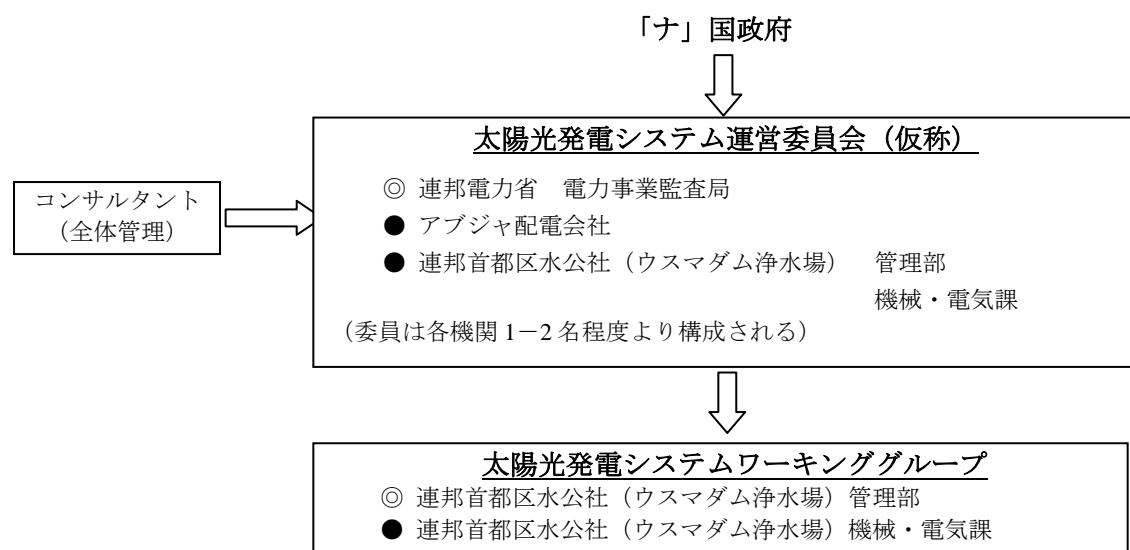 「ナ」国政府
太陽光発電システム運営委員会（仮称）
◎ 連邦電力省　電力事業監査局
● アブジャ配電会社
● 連邦首都区水公社（ウスマダム浄水場）　管理部
機械・電気課
（委員は各機関 1－2 名程度より構成される）
コンサルタント
（全体管理）
太陽光発電システムワーキンググループ
◎ 連邦首都区水公社（ウスマダム浄水場）管理部
● 連邦首都区水公社（ウスマダム浄水場）機械・電気課